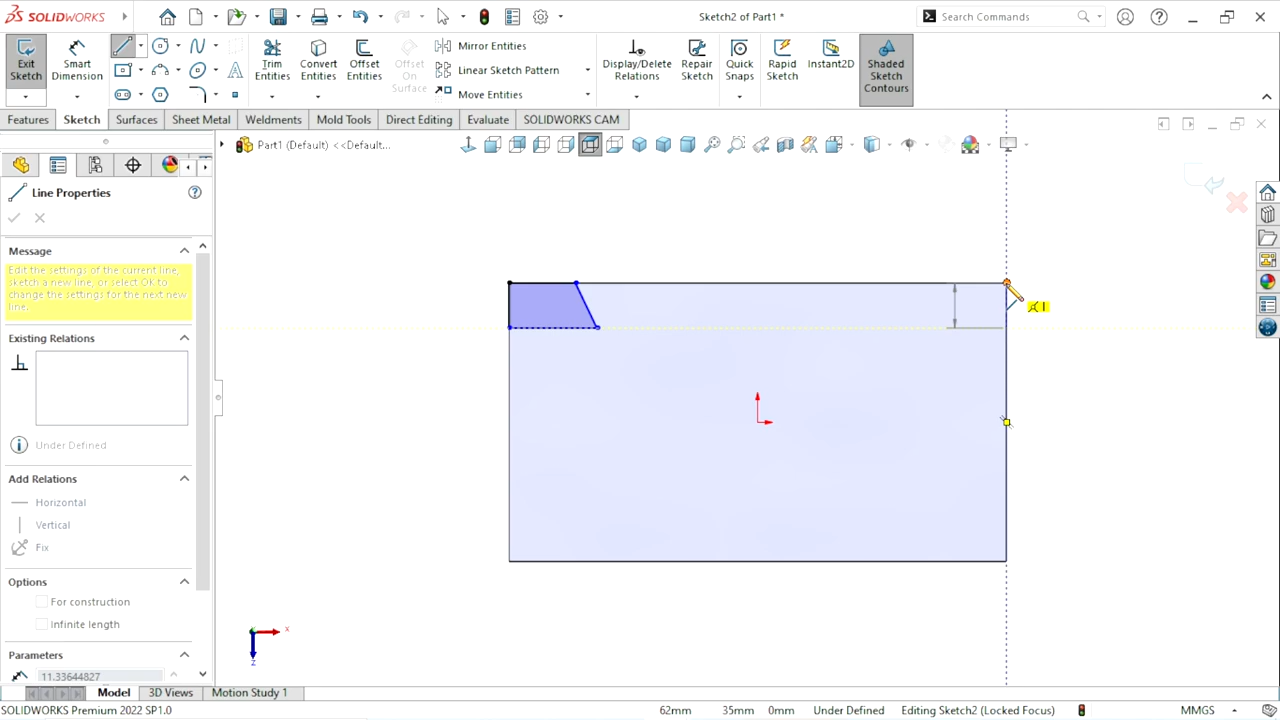 SOLIDWORKS
Sketch2 of Part1 *
Search Commands
Exit Sketch
Smart Dimension
Trim Entities
Convert Entities
Offset Entities
Offset On Surface
Mirror Entities
Linear Sketch Pattern
Move Entities
Display/Delete Relations
Repair Sketch
Quick Snaps
Rapid Sketch
Instant2D
Shaded Sketch Contours
Features
Sketch
Surfaces
Sheet Metal
Weldments
Mold Tools
Direct Editing
Evaluate
SOLIDWORKS CAM
Part1 (Default) <<Default...
Line Properties
Message
Edit the settings of the current line,
sketch a new line, or select OK to
change the settings for the next new
line.
Existing Relations
Under Defined
Add Relations
Horizontal
Vertical
Fix
Options
For construction
Infinite length
Parameters
11.33644827
X
Z
Model
3D Views
Motion Study 1
SOLIDWORKS Premium 2022 SP1.0
62mm
35mm
0mm
Under Defined
Editing Sketch2 (Locked Focus)
MMGS